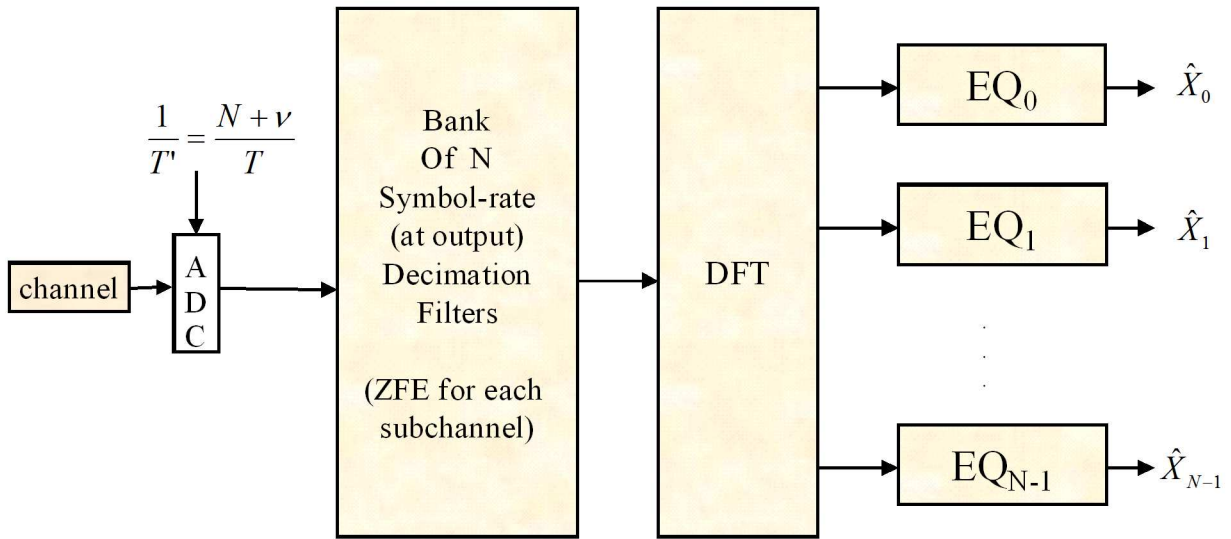 1/T' = N + ν/T
channel
A
D
C
Bank
Of N
Symbol-rate
(at output)
Decimation
Filters
(ZFE for each
subchannel)
DFT
EQ₀
X̂₀
EQ₁
X̂₁
.
.
.
EQN-1
X̂N−1